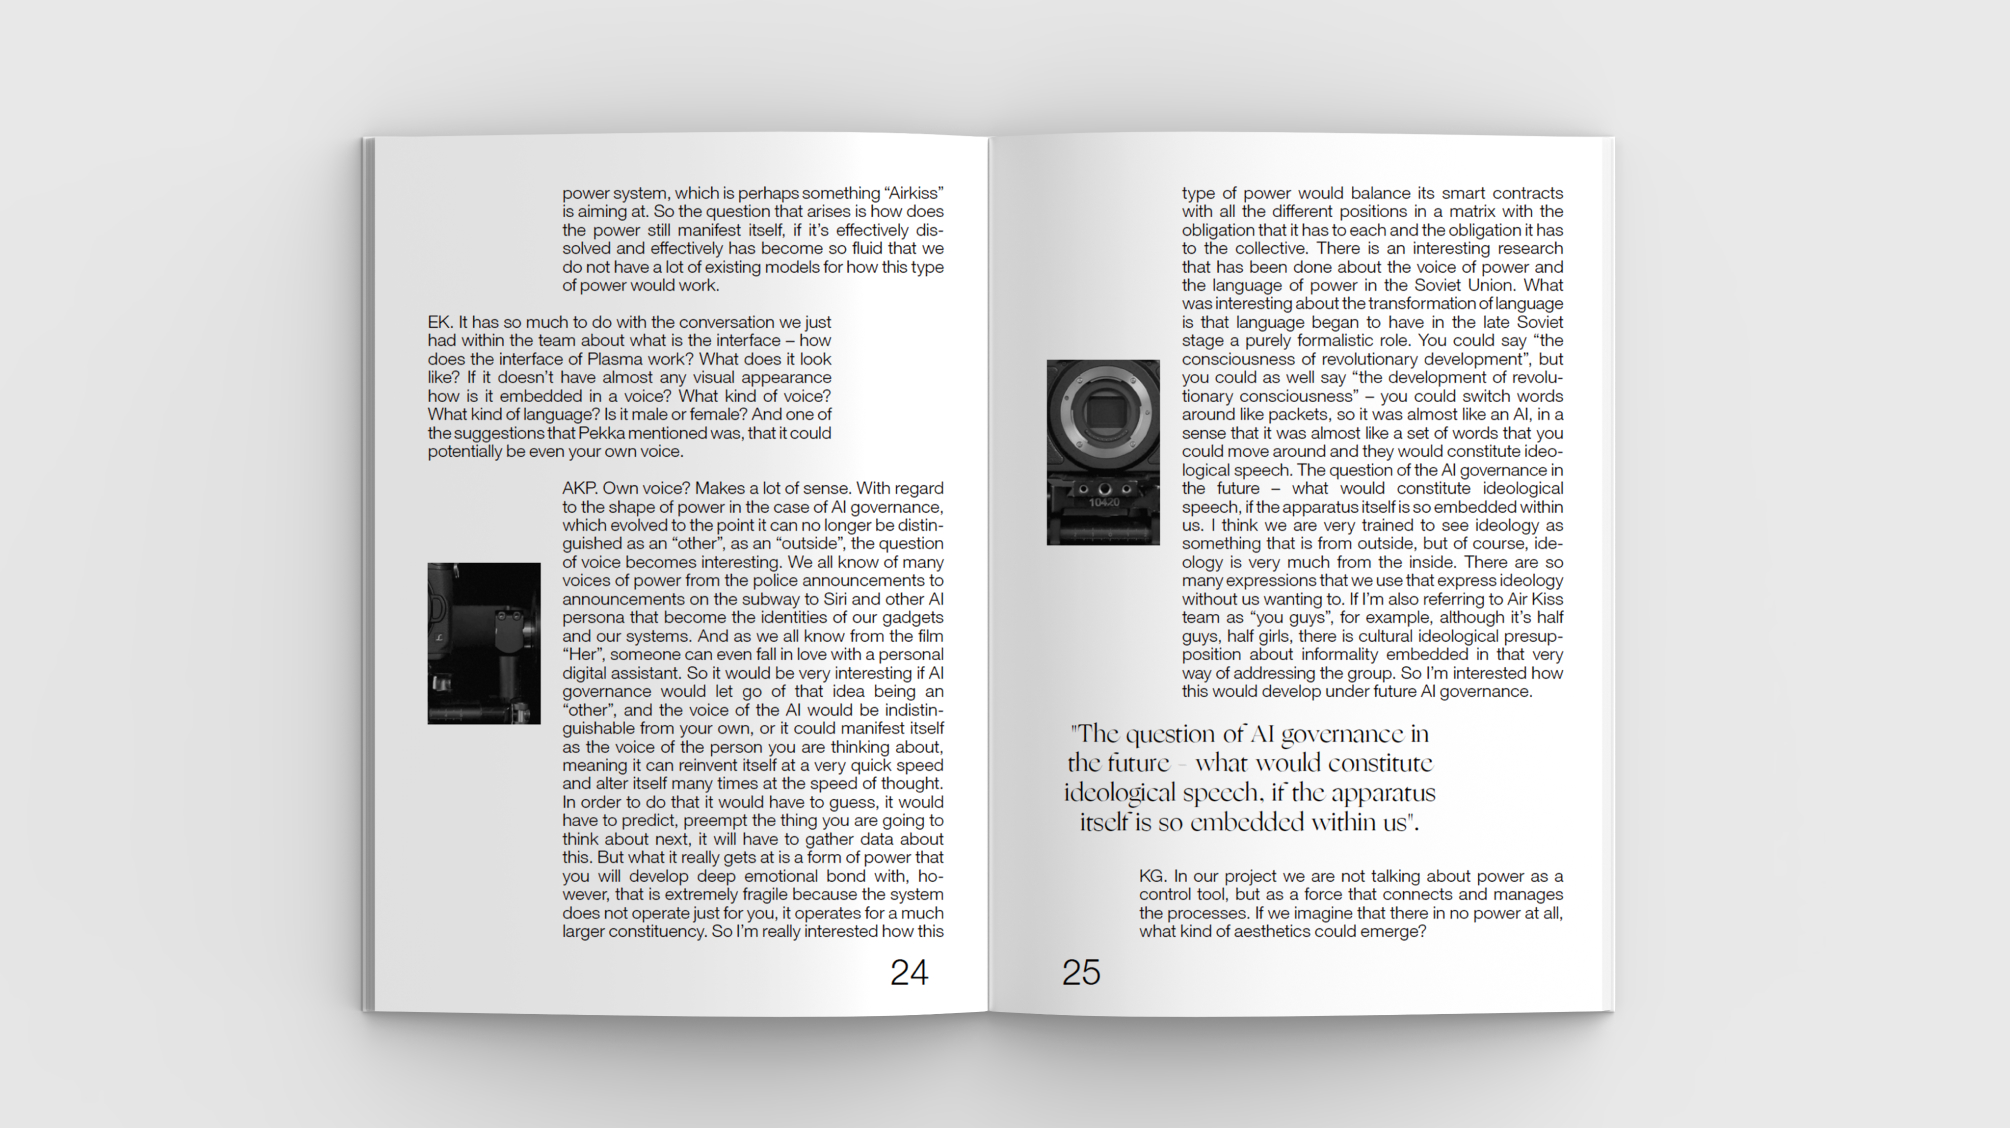 power system, which is perhaps something “Airkiss”
is aiming at. So the question that arises is how does
the power still manifest itself, if it’s effectively dis-
solved and effectively has become so fluid that we
do not have a lot of existing models for how this type
of power would work.
EK. It has so much to do with the conversation we just
had within the team about what is the interface – how
does the interface of Plasma work? What does it look
like? If it doesn’t have almost any visual appearance
how is it embedded in a voice? What kind of voice?
What kind of language? Is it male or female? And one of
the suggestions that Pekka mentioned was, that it could
potentially be even your own voice.
AKP. Own voice? Makes a lot of sense. With regard
to the shape of power in the case of AI governance,
which evolved to the point it can no longer be distin-
guished as an “other”, as an “outside”, the question
of voice becomes interesting. We all know of many
voices of power from the police announcements to
announcements on the subway to Siri and other AI
persona that become the identities of our gadgets
and our systems. And as we all know from the film
“Her”, someone can even fall in love with a personal
digital assistant. So it would be very interesting if AI
governance would let go of that idea being an
“other”, and the voice of the AI would be indistin-
guishable from your own, or it could manifest itself
as the voice of the person you are thinking about,
meaning it can reinvent itself at a very quick speed
and alter itself many times at the speed of thought.
In order to do that it would have to guess, it would
have to predict, preempt the thing you are going to
think about next, it will have to gather data about
this. But what it really gets at is a form of power that
you will develop deep emotional bond with, ho-
wever, that is extremely fragile because the system
does not operate just for you, it operates for a much
larger constituency. So I’m really interested how this
24
type of power would balance its smart contracts
with all the different positions in a matrix with the
obligation that it has to each and the obligation it has
to the collective. There is an interesting research
that has been done about the voice of power and
the language of power in the Soviet Union. What
was interesting about the transformation of language
is that language began to have in the late Soviet
stage a purely formalistic role. You could say “the
consciousness of revolutionary development”, but
you could as well say “the development of revolu-
tionary consciousness” – you could switch words
around like packets, so it was almost like an AI, in a
sense that it was almost like a set of words that you
could move around and they would constitute ideo-
logical speech. The question of the AI governance in
the future – what would constitute ideological
speech, if the apparatus itself is so embedded within
us. I think we are very trained to see ideology as
something that is from outside, but of course, ide-
ology is very much from the inside. There are so
many expressions that we use that express ideology
without us wanting to. If I’m also referring to Air Kiss
team as “you guys”, for example, although it’s half
guys, half girls, there is cultural ideological presup-
position about informality embedded in that very
way of addressing the group. So I’m interested how
this would develop under future AI governance.
10420
"The question of AI governance in
the future – what would constitute
ideological speech, if the apparatus
itself is so embedded within us".
KG. In our project we are not talking about power as a
control tool, but as a force that connects and manages
the processes. If we imagine that there in no power at all,
what kind of aesthetics could emerge?
25